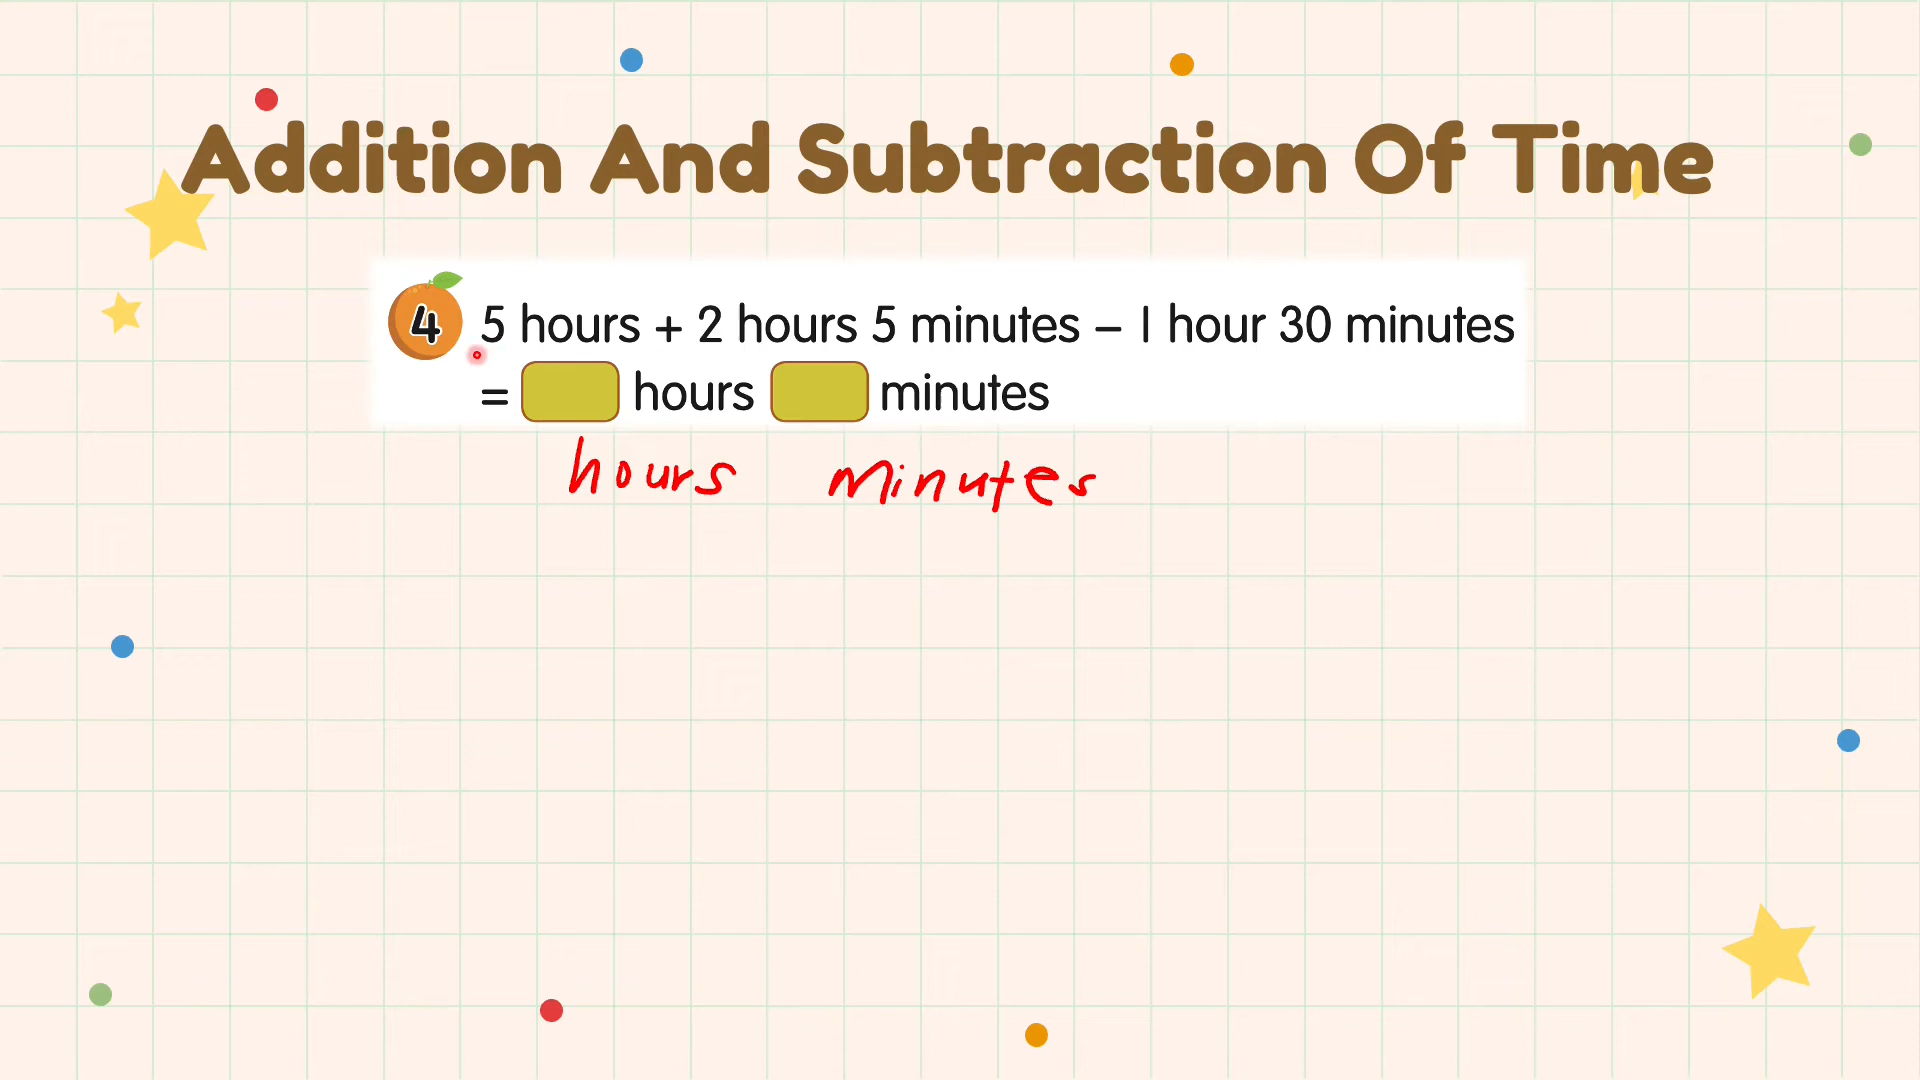 Addition And Subtraction Of Time
4 5 hours + 2 hours 5 minutes – 1 hour 30 minutes
= hours minutes
hours minutes